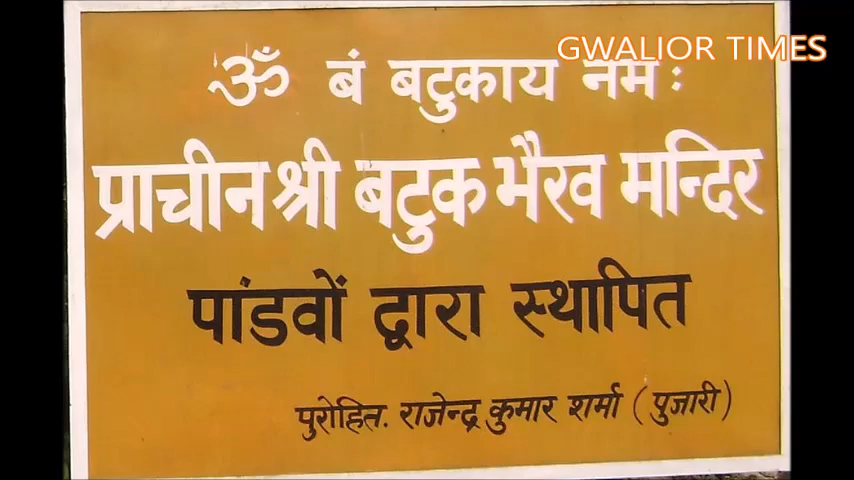 GWALIOR TIMES
ॐ बं बटुकाय नमः
प्राचीन श्री बटुक भैरव मन्दिर
पांडवों द्वारा स्थापित
पुरोहित. राजेन्द्र कुमार शर्मा (पुजारी)